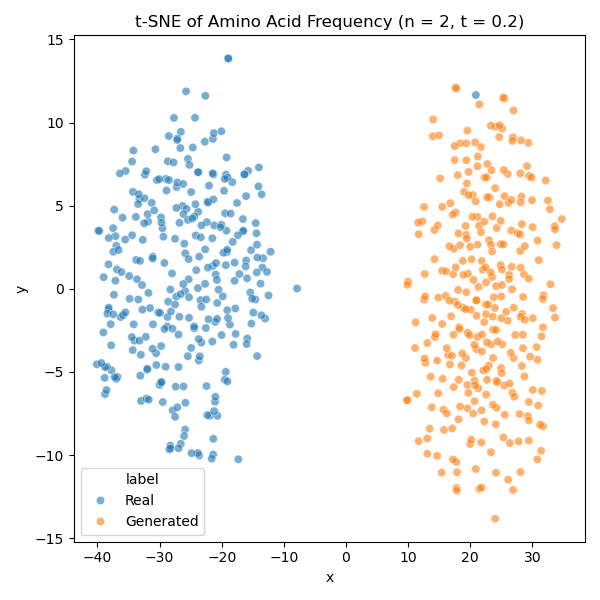 t-SNE of Amino Acid Frequency (n = 2, t = 0.2)
15
10
5
0
−5
−10
−15
y
label
Real
Generated
−40 −30 −20 −10 0 10 20 30
x